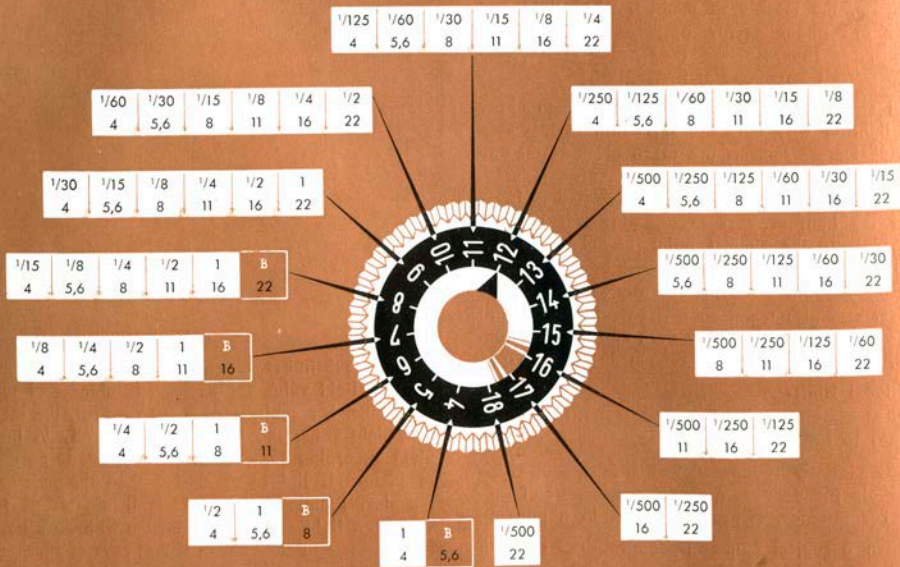 1/125 1/60 1/30 1/15 1/8 1/4
4 5,6 8 11 16 22
1/60 1/30 1/15 1/8 1/4 1/2
4 5,6 8 11 16 22
1/250 1/125 1/60 1/30 1/15 1/8
4 5,6 8 11 16 22
1/30 1/15 1/8 1/4 1/2 1
4 5,6 8 11 16 22
1/500 1/250 1/125 1/60 1/30 1/15
4 5,6 8 11 16 22
1/15 1/8 1/4 1/2 1 B
4 5,6 8 11 16 22
1/500 1/250 1/125 1/60 1/30
5,6 8 11 16 22
1/8 1/4 1/2 1 B
4 5,6 8 11 16
1/500 1/250 1/125 1/60
8 11 16 22
1/4 1/2 1 B
4 5,6 8 11
1/500 1/250 1/125
11 16 22
1/2 1 B
4 5,6 8
1 B
4 5,6
1/500
22
1/500 1/250
16 22
4 5 6 7 8 9 10 11 12 13 14 15 16 17 18